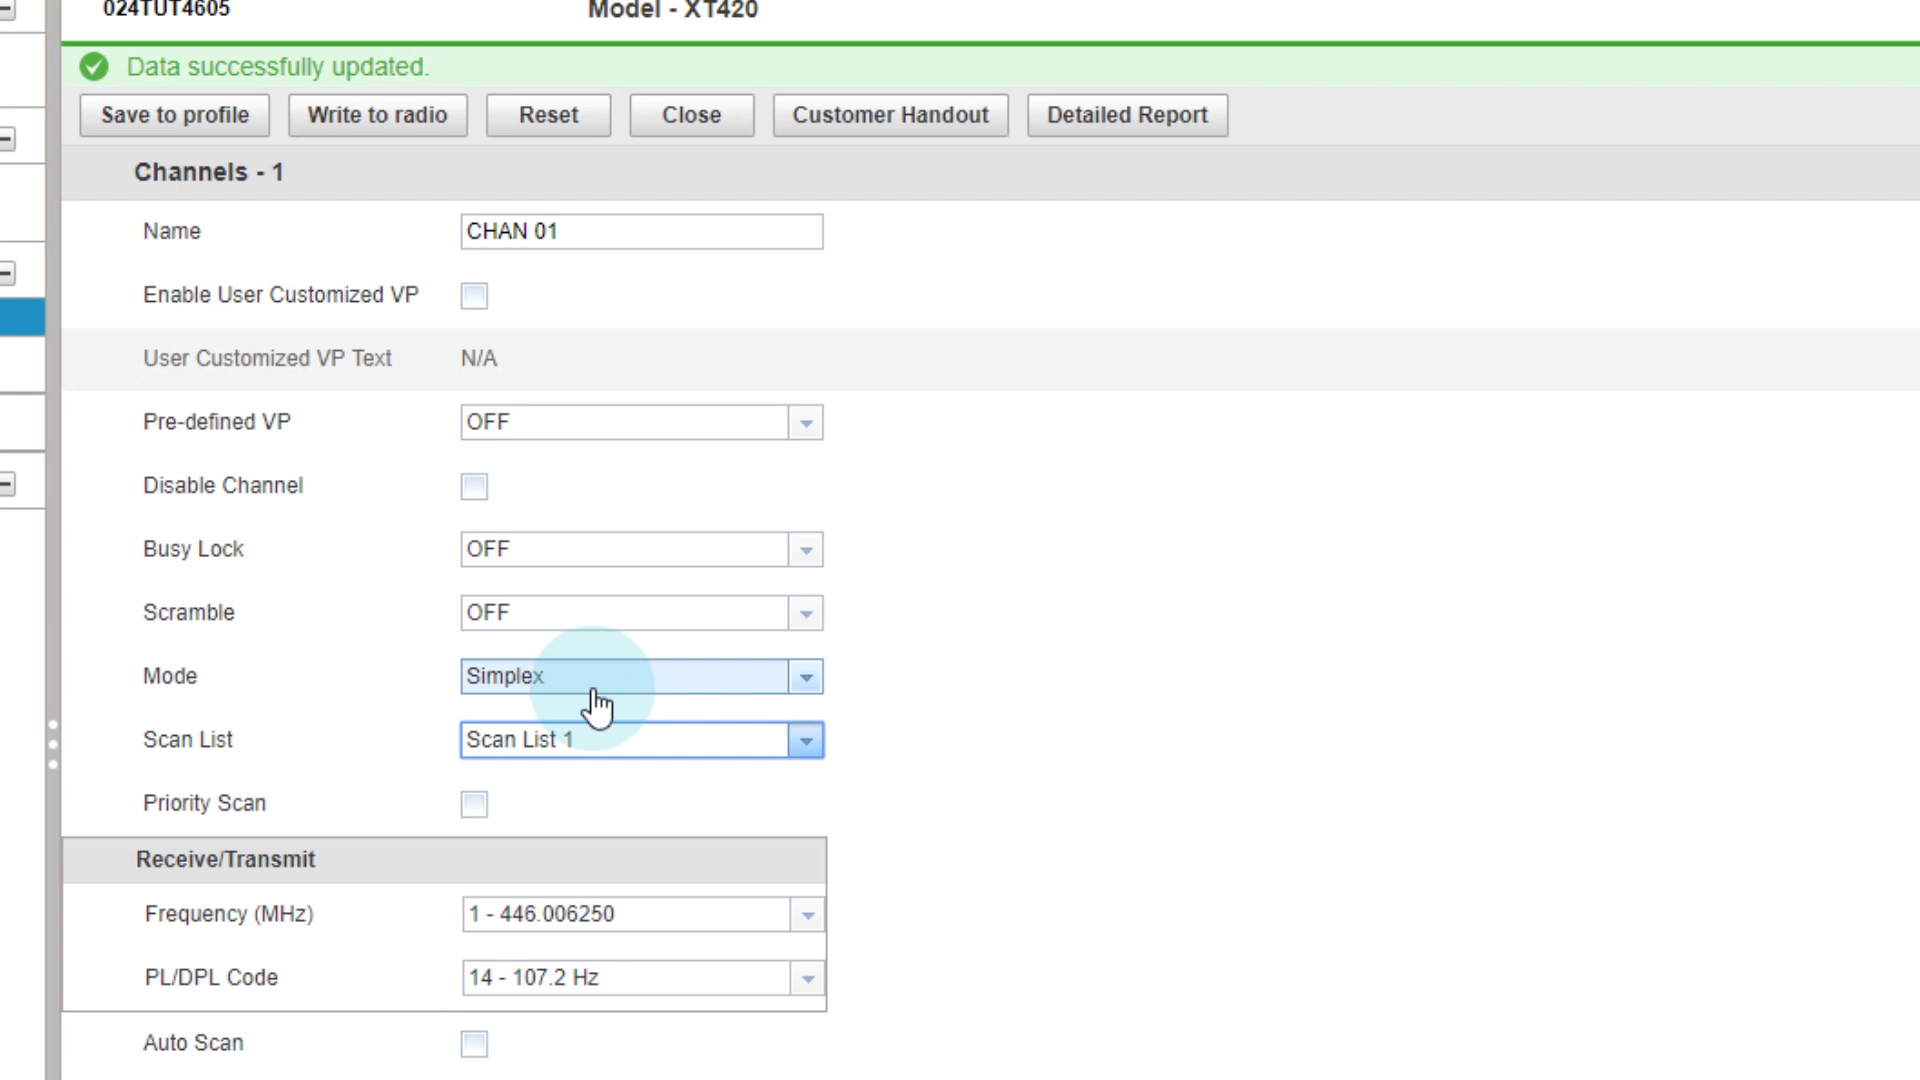 024TUT4605 Model - XT420
Data successfully updated.
Save to profile Write to radio Reset Close Customer Handout Detailed Report
Channels - 1
Name CHAN 01
Enable User Customized VP
User Customized VP Text N/A
Pre-defined VP OFF
Disable Channel
Busy Lock OFF
Scramble OFF
Mode Simplex
Scan List Scan List 1
Priority Scan
Receive/Transmit
Frequency (MHz) 1 - 446.006250
PL/DPL Code 14 - 107.2 Hz
Auto Scan